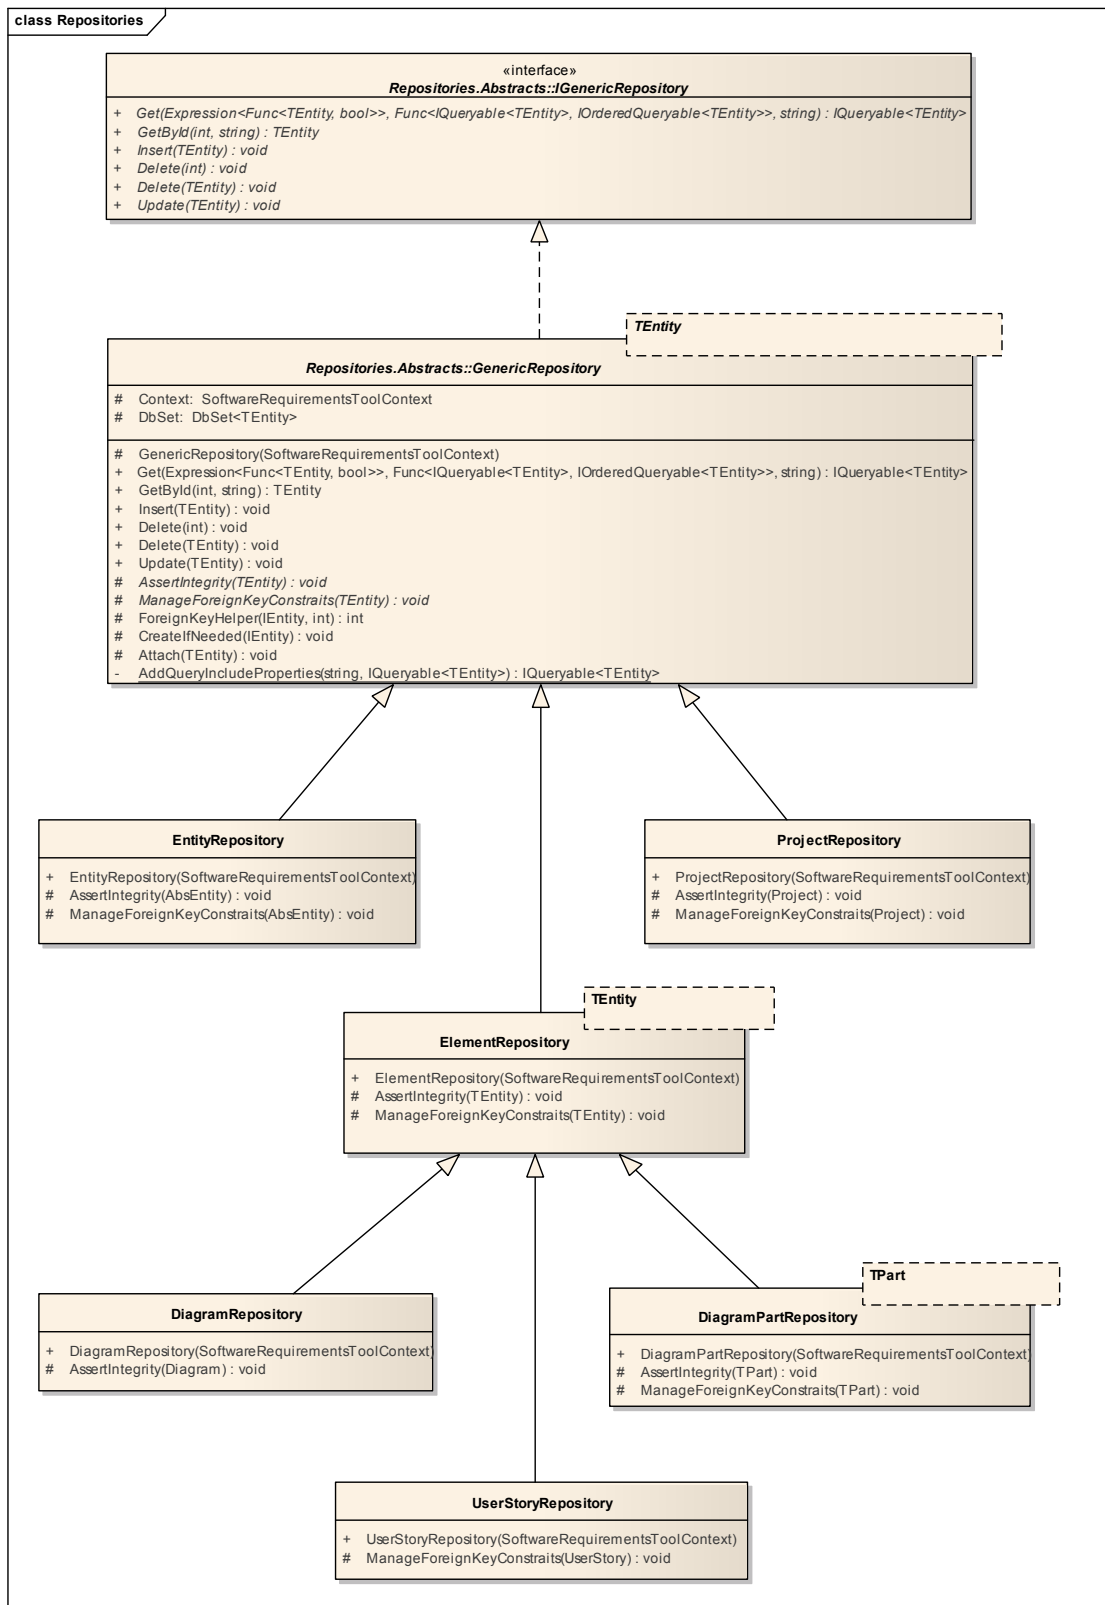 class Repositories
«interface»
Repositories.Abstracts::IGenericRepository
+ Get(Expression<Func<TEntity, bool>>, Func<IQueryable<TEntity>, IOrderedQueryable<TEntity>>, string) : IQueryable<TEntity>
+ GetById(int, string) : TEntity
+ Insert(TEntity) : void
+ Delete(int) : void
+ Delete(TEntity) : void
+ Update(TEntity) : void
TEntity
Repositories.Abstracts::GenericRepository
# Context: SoftwareRequirementsToolContext
# DbSet: DbSet<TEntity>
# GenericRepository(SoftwareRequirementsToolContext)
+ Get(Expression<Func<TEntity, bool>>, Func<IQueryable<TEntity>, IOrderedQueryable<TEntity>>, string) : IQueryable<TEntity>
+ GetById(int, string) : TEntity
+ Insert(TEntity) : void
+ Delete(int) : void
+ Delete(TEntity) : void
+ Update(TEntity) : void
# AssertIntegrity(TEntity) : void
# ManageForeignKeyConstraints(TEntity) : void
# ForeignKeyHelper(IEntity, int) : int
# CreateIfNeeded(IEntity) : void
# Attach(TEntity) : void
- AddQueryIncludeProperties(string, IQueryable<TEntity>) : IQueryable<TEntity>
EntityRepository
+ EntityRepository(SoftwareRequirementsToolContext)
# AssertIntegrity(AbsEntity) : void
# ManageForeignKeyConstraits(AbsEntity) : void
ProjectRepository
+ ProjectRepository(SoftwareRequirementsToolContext)
# AssertIntegrity(Project) : void
# ManageForeignKeyConstraits(Project) : void
TEntity
ElementRepository
+ ElementRepository(SoftwareRequirementsToolContext)
# AssertIntegrity(TEntity) : void
# ManageForeignKeyConstraits(TEntity) : void
DiagramRepository
+ DiagramRepository(SoftwareRequirementsToolContext)
# AssertIntegrity(Diagram) : void
TPart
DiagramPartRepository
+ DiagramPartRepository(SoftwareRequirementsToolContext)
# AssertIntegrity(TPart) : void
# ManageForeignKeyConstraits(TPart) : void
UserStoryRepository
+ UserStoryRepository(SoftwareRequirementsToolContext)
# ManageForeignKeyConstraits(UserStory) : void